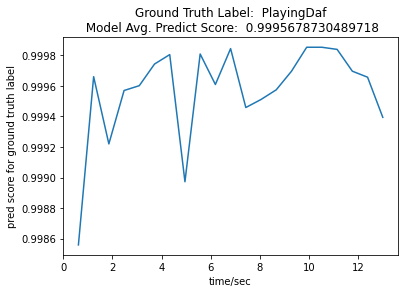 Ground Truth Label:  PlayingDaf
Model Avg. Predict Score:  0.9995678730489718
pred score for ground truth label
0.9998
0.9996
0.9994
0.9992
0.9990
0.9988
0.9986
0 2 4 6 8 10 12
time/sec